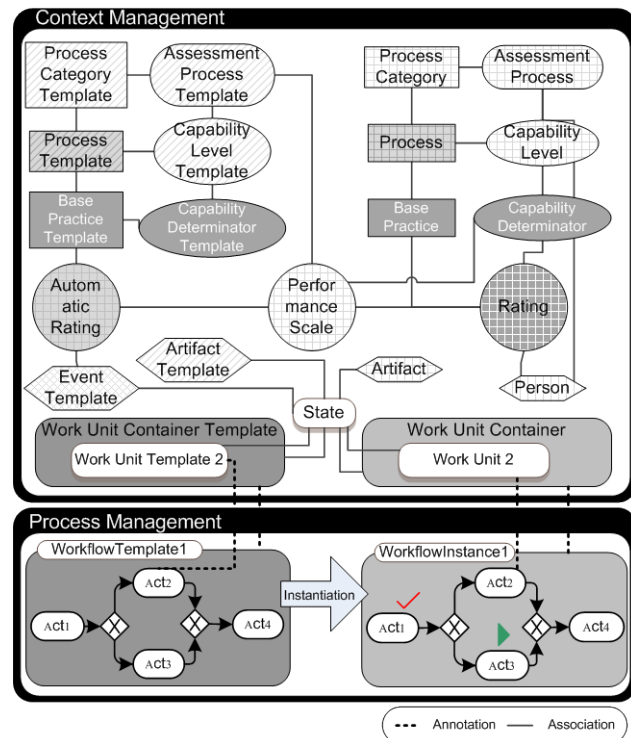 Context Management
Process
Category
Template
Assessment
Process
Template
Process
Category
Assessment
Process
Process
Template
Capability
Level
Template
Process
Capability
Level
Base
Practice
Template
Capability
Determinator
Template
Base
Practice
Capability
Determinator
Autom
atic
Rating
Perfor
mance
Scale
Rating
Artifact
Template
Artifact
Event
Template
Person
State
Work Unit Container Template
Work Unit Template 2
Work Unit Container
Work Unit 2
Process Management
WorkflowTemplate1
Act1
X
Act2
Act3
X
Act4
Instantiation
WorkflowInstance1
Act1
X
Act2
Act3
X
Act4
Annotation
Association